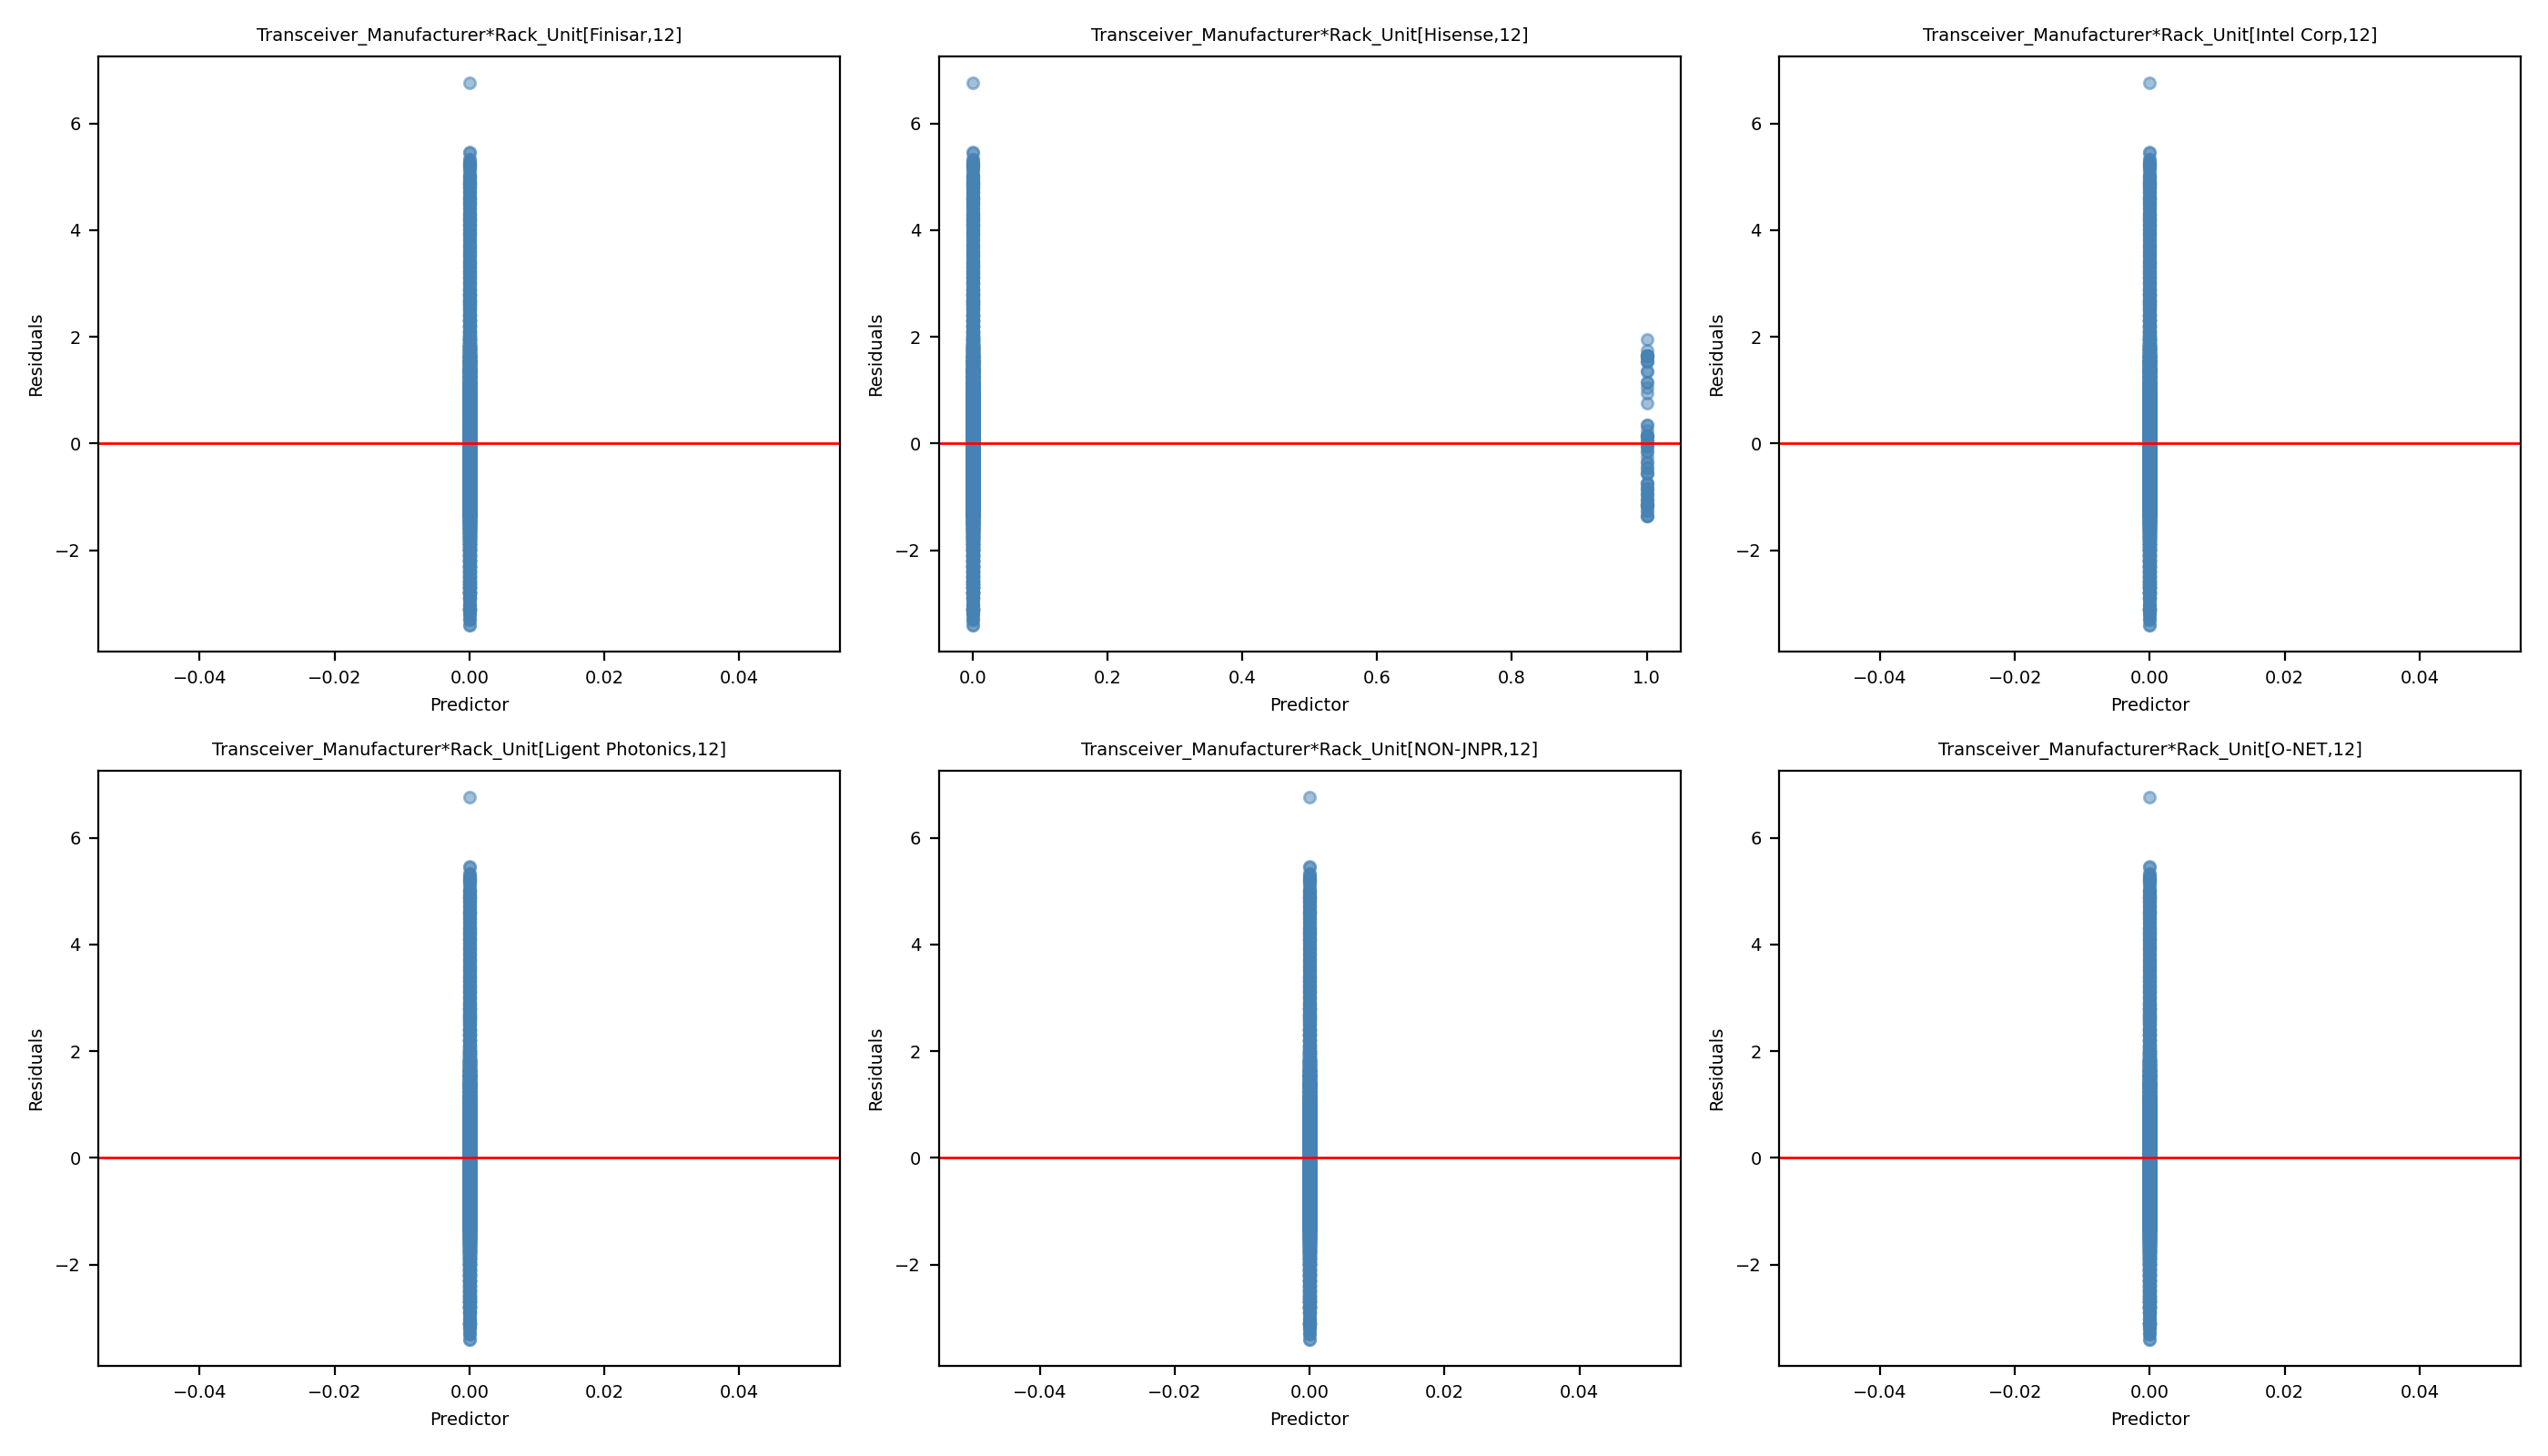 Transceiver_Manufacturer*Rack_Unit[Finisar,12]
6
4
2
0
−2
Residuals
−0.04 −0.02 0.00 0.02 0.04
Predictor
Transceiver_Manufacturer*Rack_Unit[Hisense,12]
6
4
2
0
−2
Residuals
0.0 0.2 0.4 0.6 0.8 1.0
Predictor
Transceiver_Manufacturer*Rack_Unit[Intel Corp,12]
6
4
2
0
−2
Residuals
−0.04 −0.02 0.00 0.02 0.04
Predictor
Transceiver_Manufacturer*Rack_Unit[Ligent Photonics,12]
6
4
2
0
−2
Residuals
−0.04 −0.02 0.00 0.02 0.04
Predictor
Transceiver_Manufacturer*Rack_Unit[NON-JNPR,12]
6
4
2
0
−2
Residuals
−0.04 −0.02 0.00 0.02 0.04
Predictor
Transceiver_Manufacturer*Rack_Unit[O-NET,12]
6
4
2
0
−2
Residuals
−0.04 −0.02 0.00 0.02 0.04
Predictor